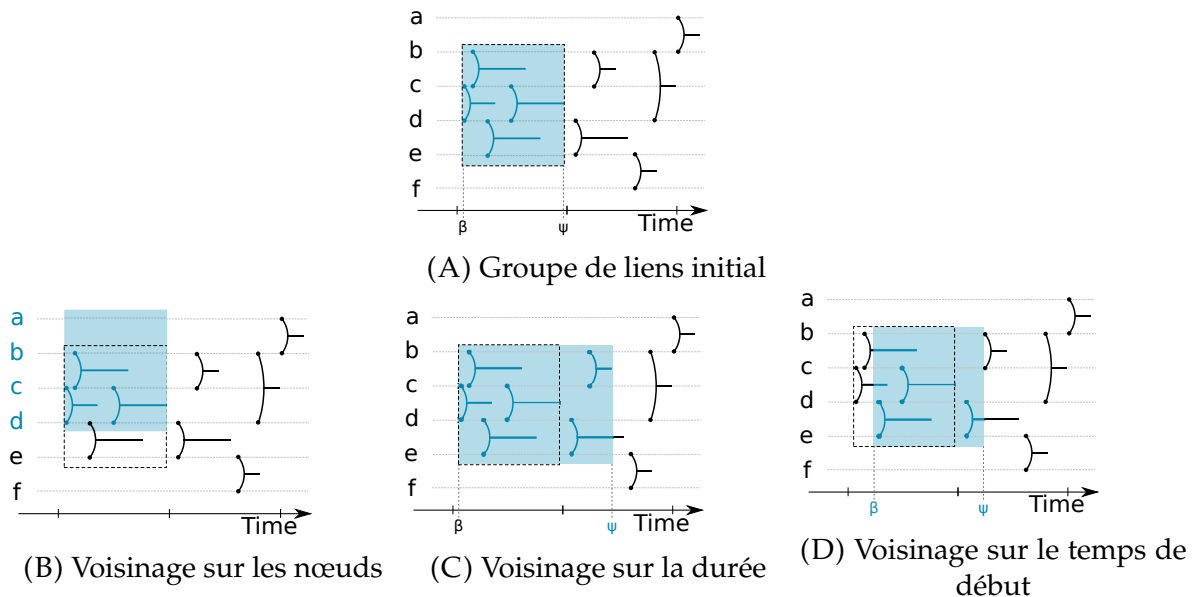 a
b
c
d
e
f
Time
β ψ
(A) Groupe de liens initial
a
b
c
d
e
f
Time
(B) Voisinage sur les nœuds
a
b
c
d
e
f
Time
β ψ
(C) Voisinage sur la durée
a
b
c
d
e
f
Time
β ψ
(D) Voisinage sur le temps de
début